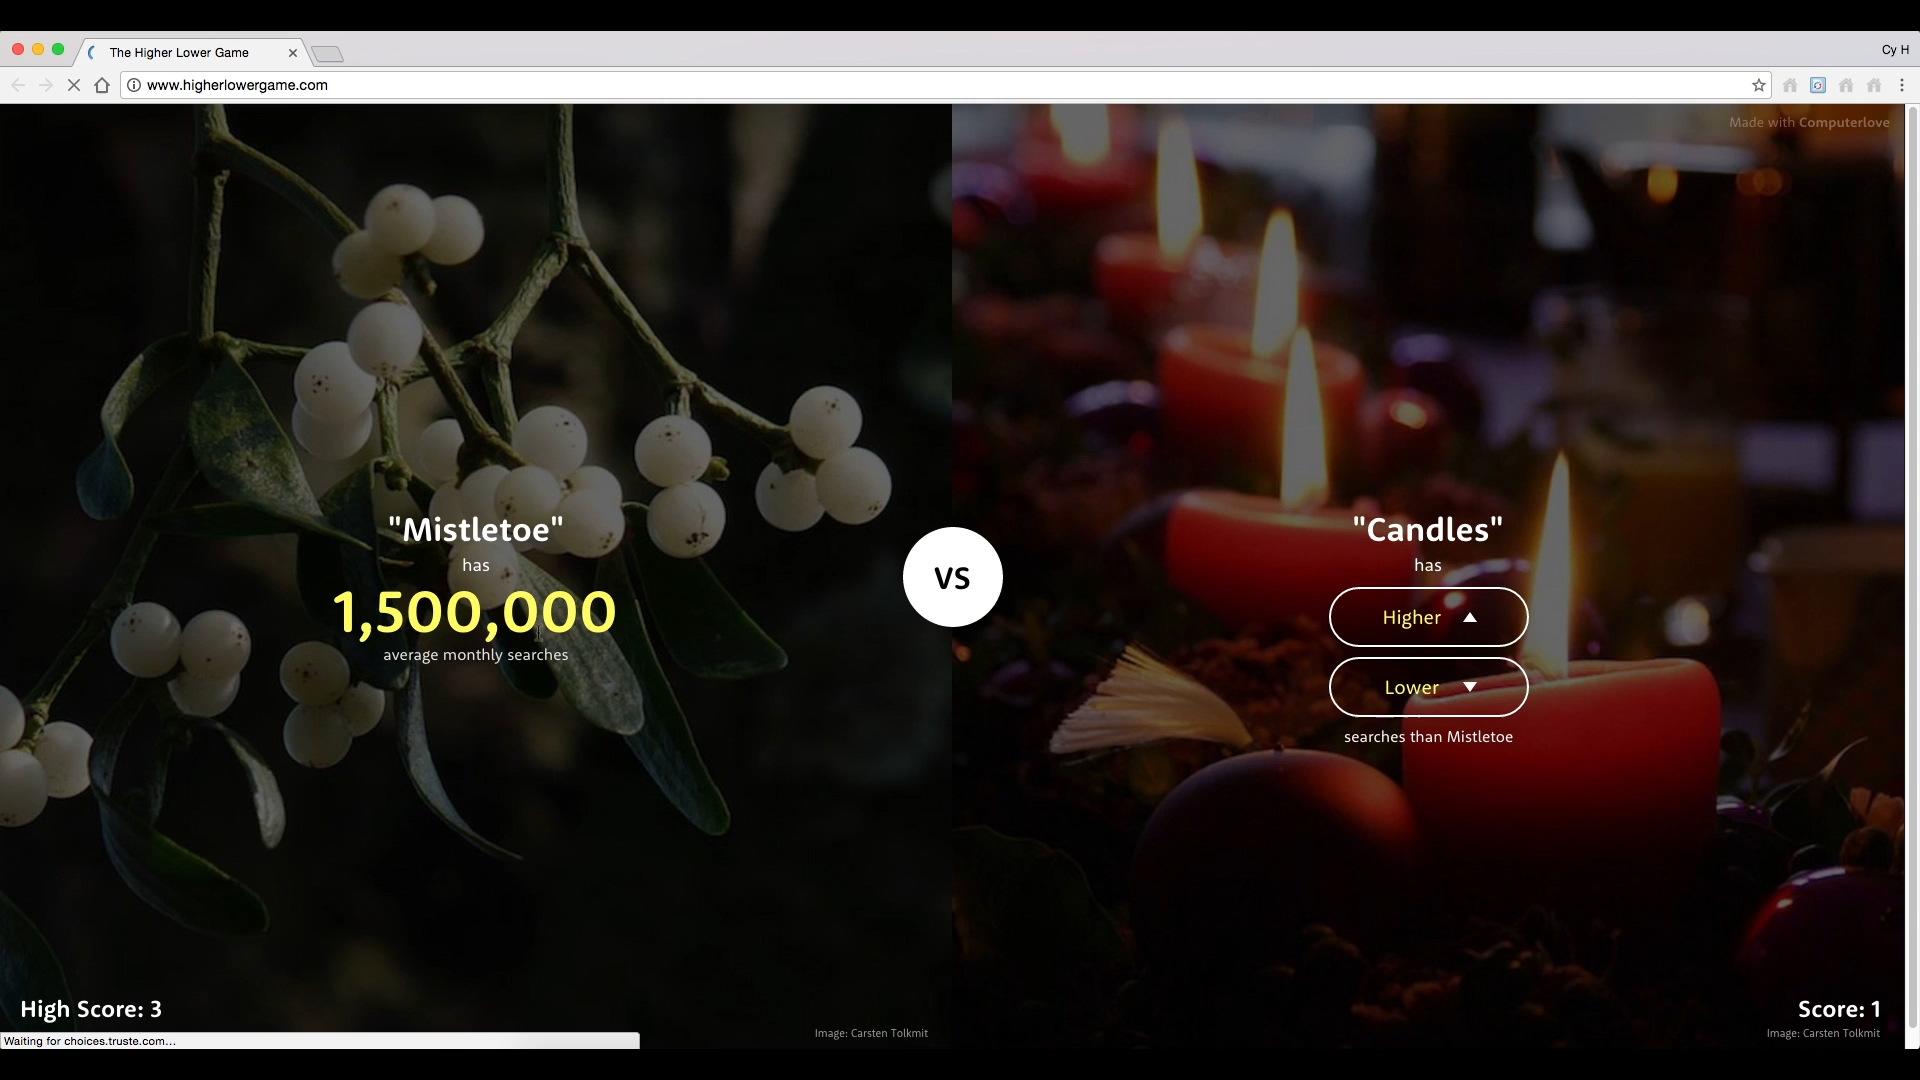 The Higher Lower Game
Cy H
www.higherlowergame.com
Made with Computerlove
"Mistletoe"
has
1,500,000
average monthly searches
VS
"Candles"
has
Higher
Lower
searches than Mistletoe
High Score: 3
Score: 1
Image: Carsten Tolkmit
Image: Carsten Tolkmit
Waiting for choices.truste.com...